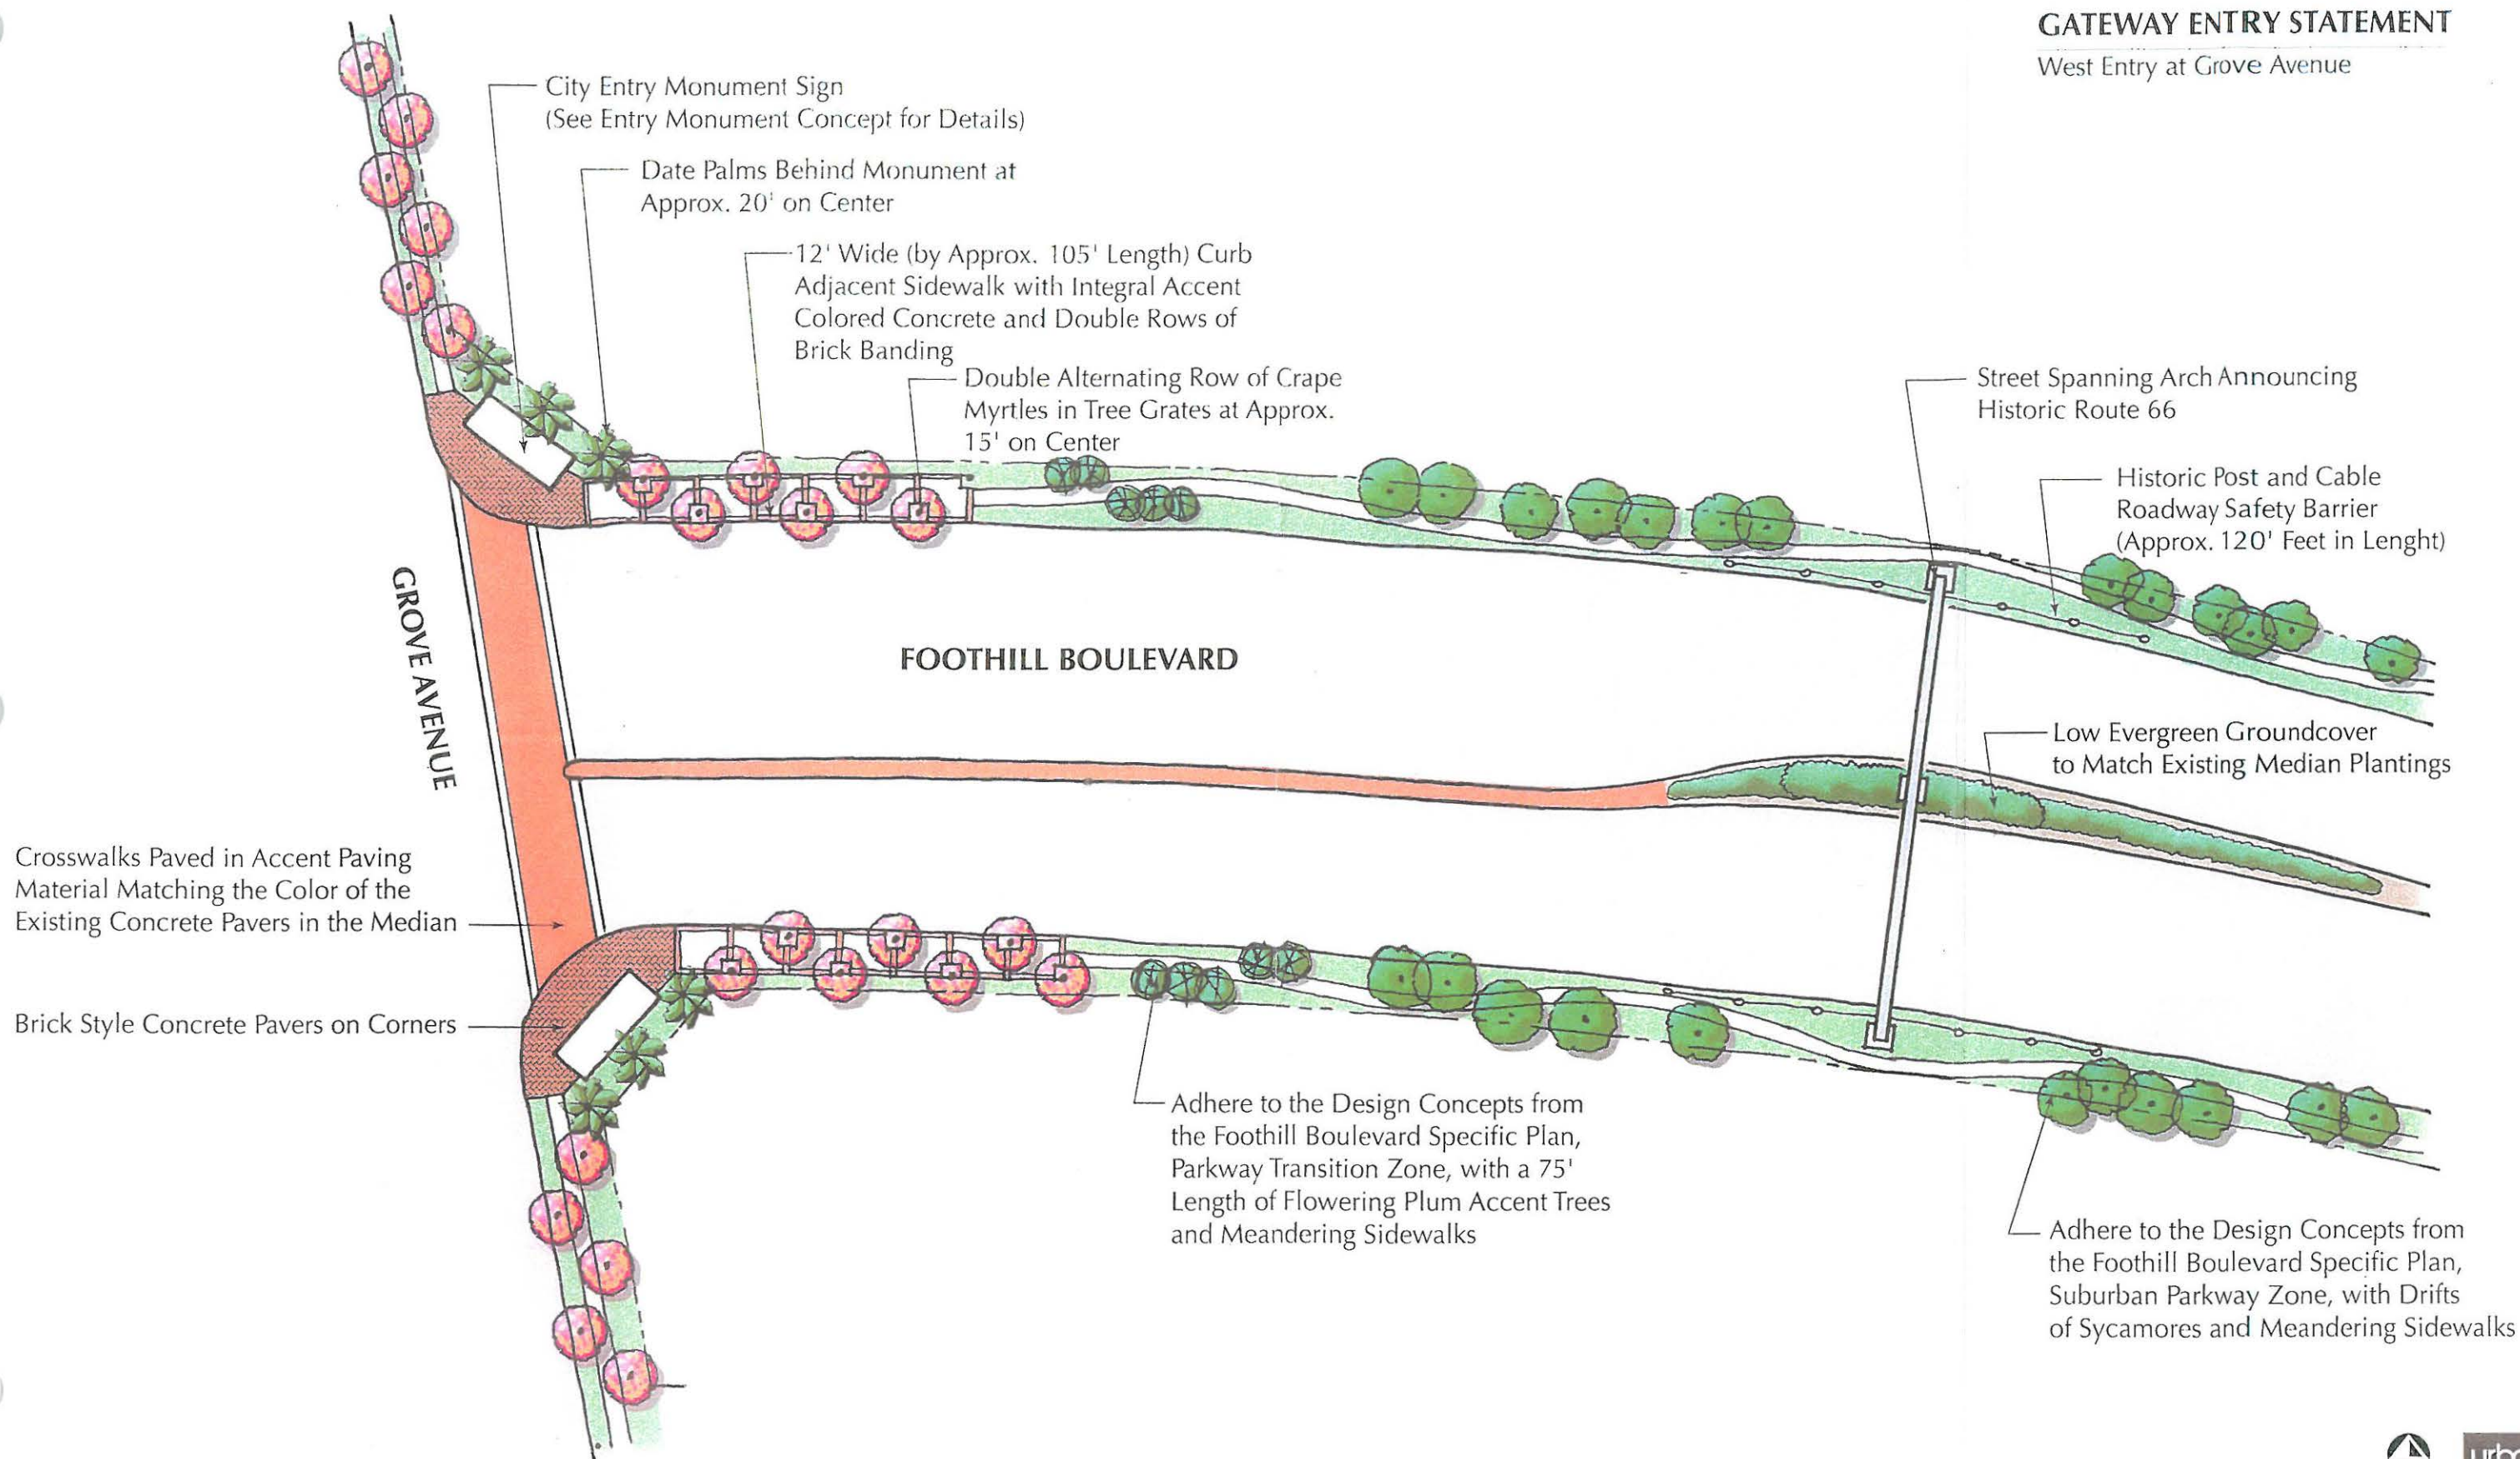 GATEWAY ENTRY STATEMENT
West Entry at Grove Avenue
City Entry Monument Sign
(See Entry Monument Concept for Details)
Date Palms Behind Monument at
Approx. 20' on Center
12' Wide (by Approx. 105' Length) Curb
Adjacent Sidewalk with Integral Accent
Colored Concrete and Double Rows of
Brick Banding
Double Alternating Row of Crape
Myrtles in Tree Grates at Approx.
15' on Center
Street Spanning Arch Announcing
Historic Route 66
Historic Post and Cable
Roadway Safety Barrier
(Approx. 120' Feet in Lenght)
GROVE AVENUE
FOOTHILL BOULEVARD
Low Evergreen Groundcover
to Match Existing Median Plantings
Crosswalks Paved in Accent Paving
Material Matching the Color of the
Existing Concrete Pavers in the Median
Brick Style Concrete Pavers on Corners
Adhere to the Design Concepts from
the Foothill Boulevard Specific Plan,
Parkway Transition Zone, with a 75'
Length of Flowering Plum Accent Trees
and Meandering Sidewalks
Adhere to the Design Concepts from
the Foothill Boulevard Specific Plan,
Suburban Parkway Zone, with Drifts
of Sycamores and Meandering Sidewalks